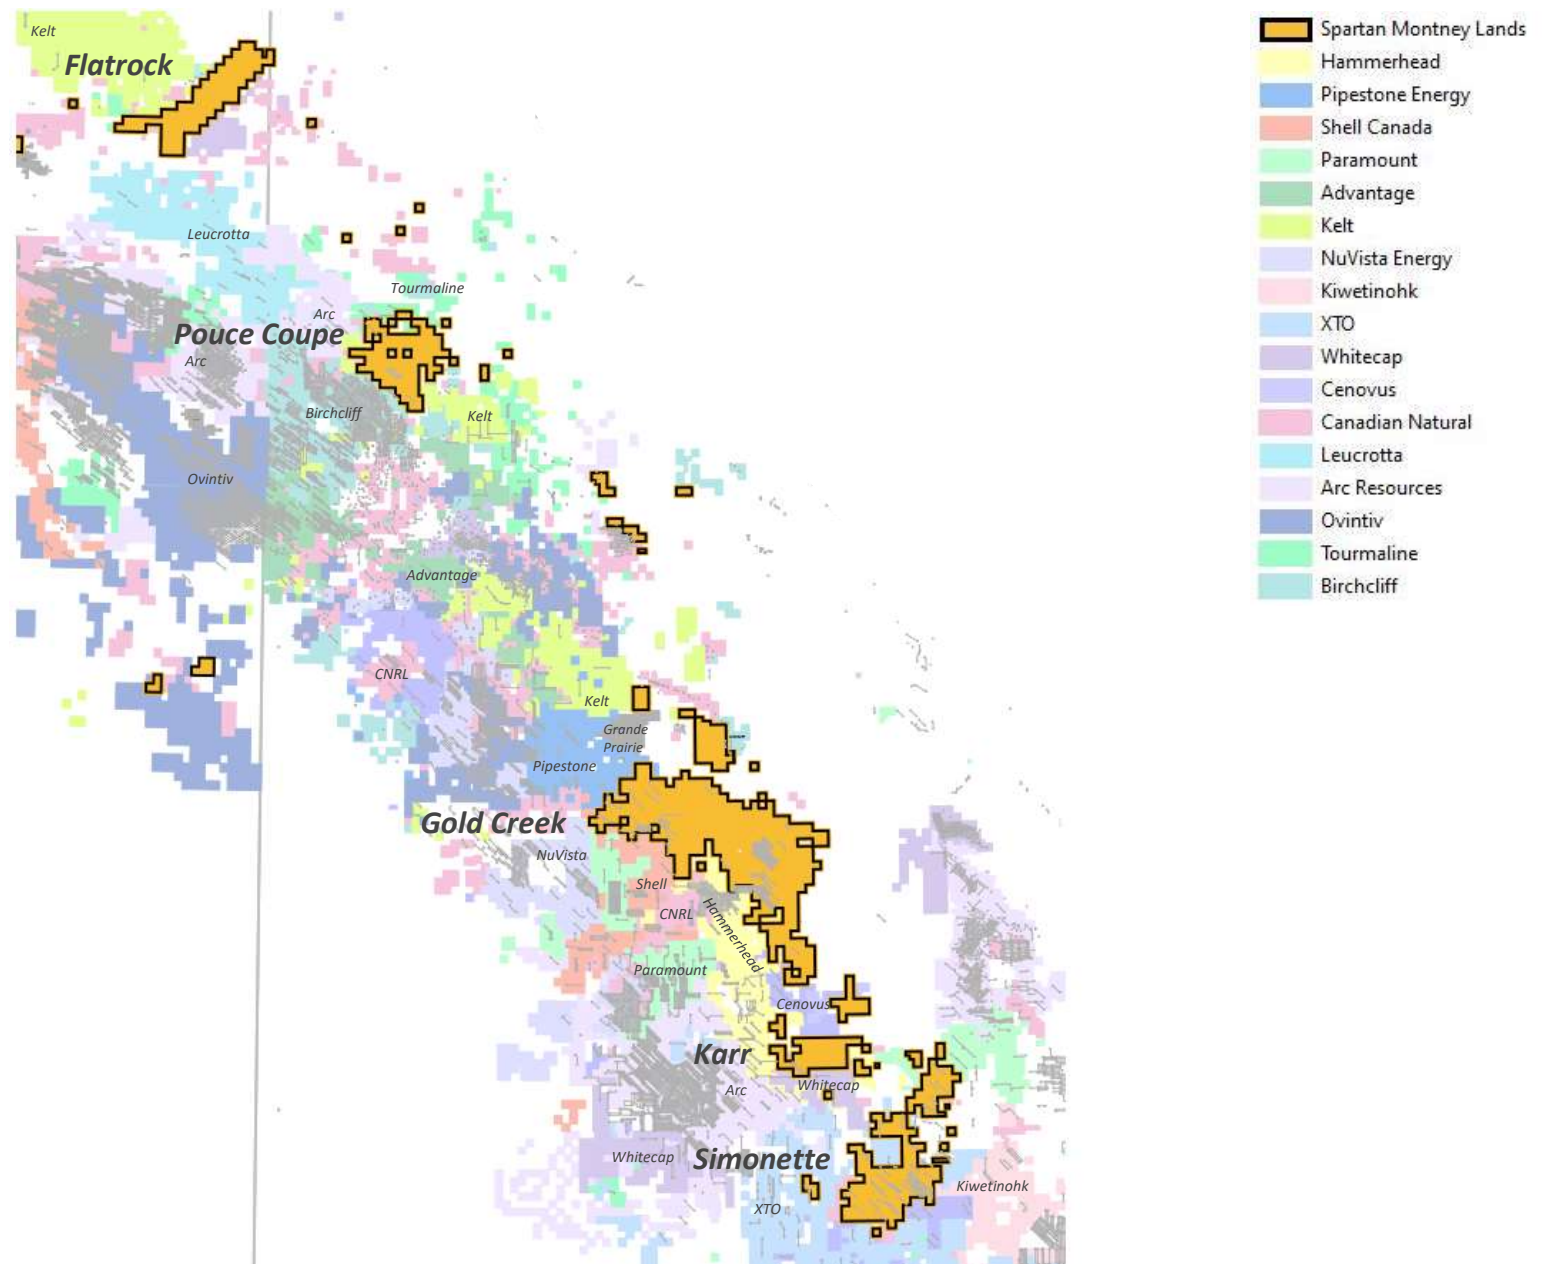 Kelt
Flatrock
Leucrotta
Tourmaline
Arc
Pouce Coupe
Arc
Birchcliff
Kelt
Ovintiv
Advantage
CNRL
Kelt
Grande
Prairie
Pipestone
Gold Creek
NuVista
Shell
CNRL
Hammerhead
Paramount
Cenovus
Karr
Whitecap
Arc
Whitecap
Simonette
Kiwetinohk
XTO
Spartan Montney Lands
Hammerhead
Pipestone Energy
Shell Canada
Paramount
Advantage
Kelt
NuVista Energy
Kiwetinohk
XTO
Whitecap
Cenovus
Canadian Natural
Leucrotta
Arc Resources
Ovintiv
Tourmaline
Birchcliff